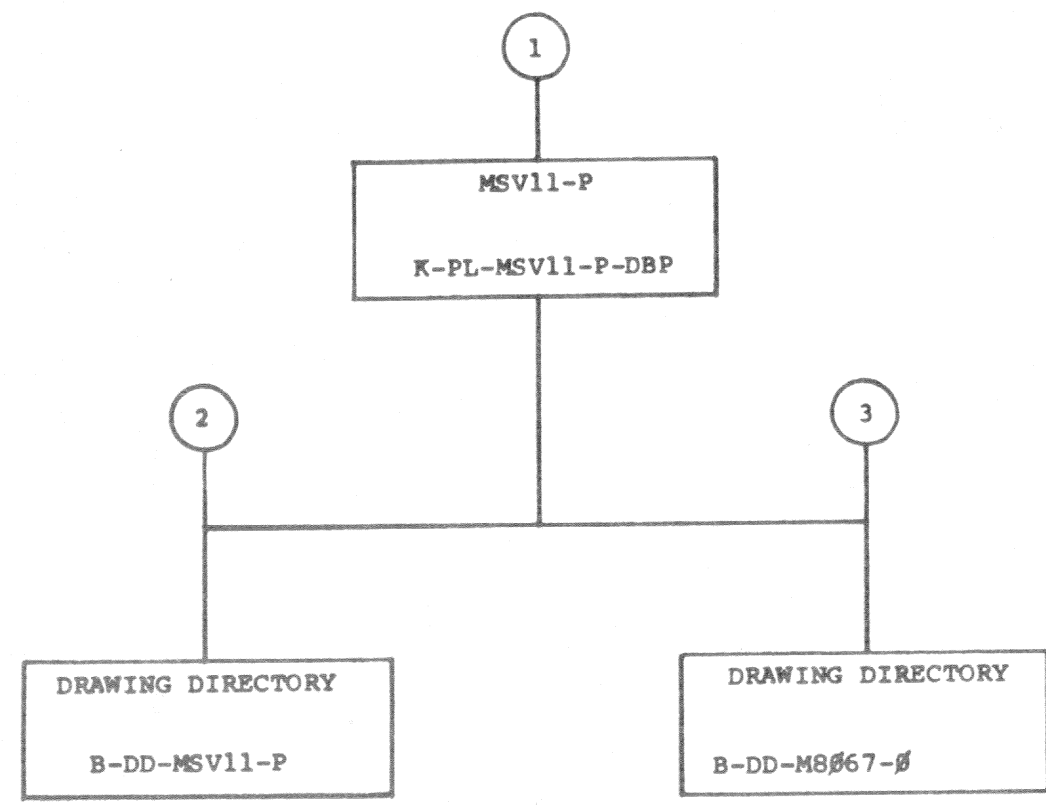 1
MSV11-P
K-PL-MSV11-P-DBP
2
3
DRAWING DIRECTORY
B-DD-MSV11-P
DRAWING DIRECTORY
B-DD-M8Ø67-Ø